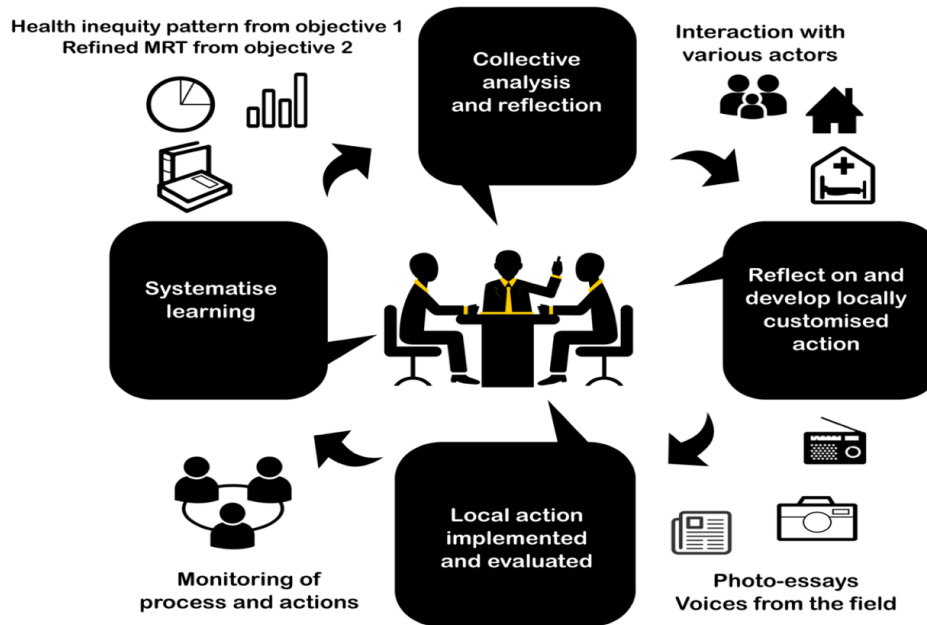 Health inequity pattern from objective 1
Refined MRT from objective 2
Collective
analysis
and reflection
Interaction with
various actors
Systematise
learning
Reflect on and
develop locally
customised
action
Local action
implemented
and evaluated
Monitoring of
process and actions
Photo-essays
Voices from the field